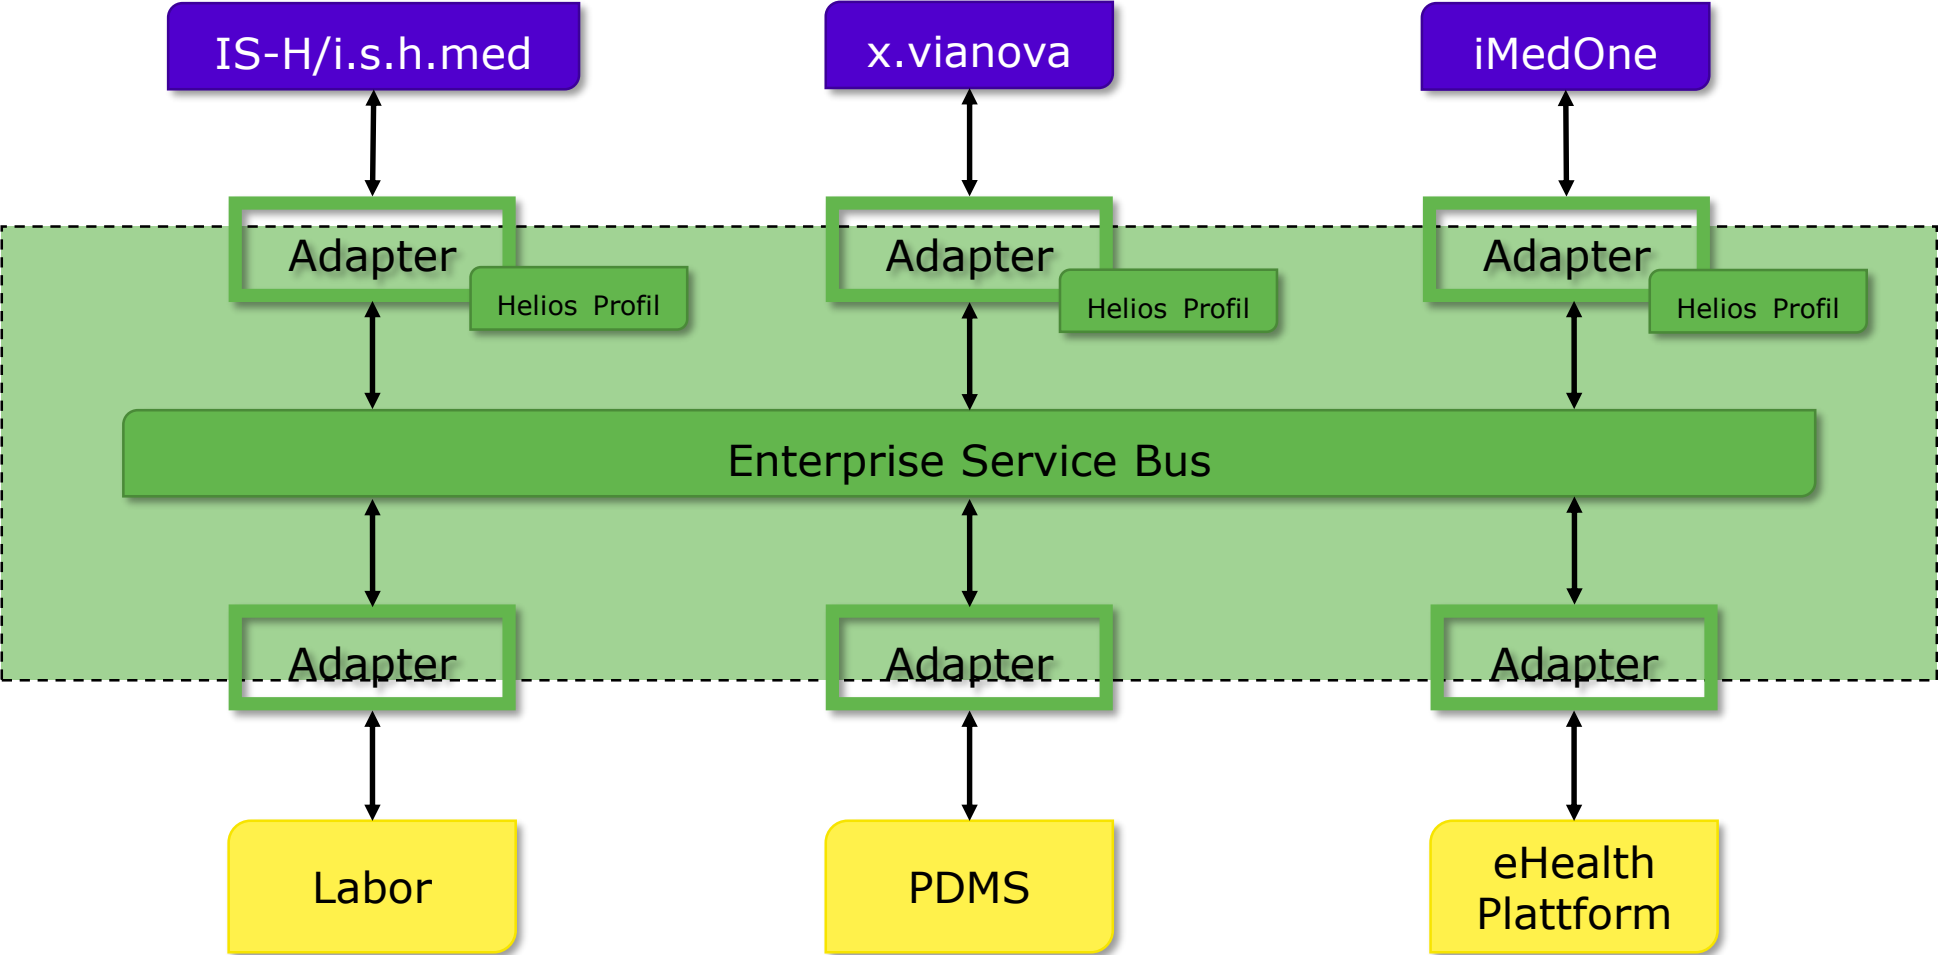 IS-H/i.s.h.med
x.vianova
iMedOne
Adapter
Helios Profil
Adapter
Helios Profil
Adapter
Helios Profil
Enterprise Service Bus
Adapter
Adapter
Adapter
Labor
PDMS
eHealth
Plattform